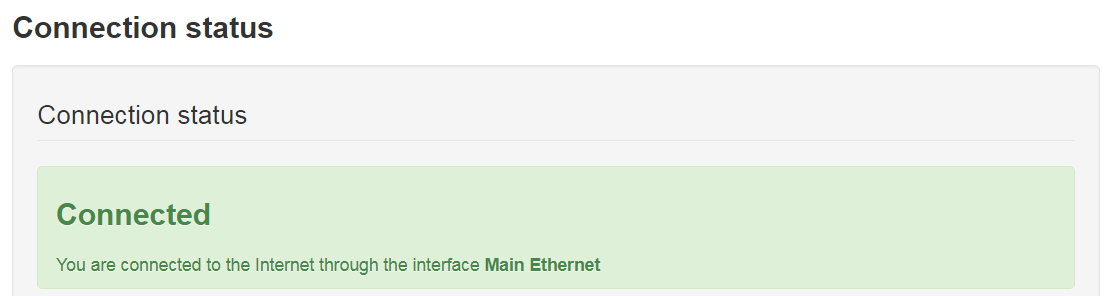 Connection status
Connection status
Connected
You are connected to the Internet through the interface Main Ethernet